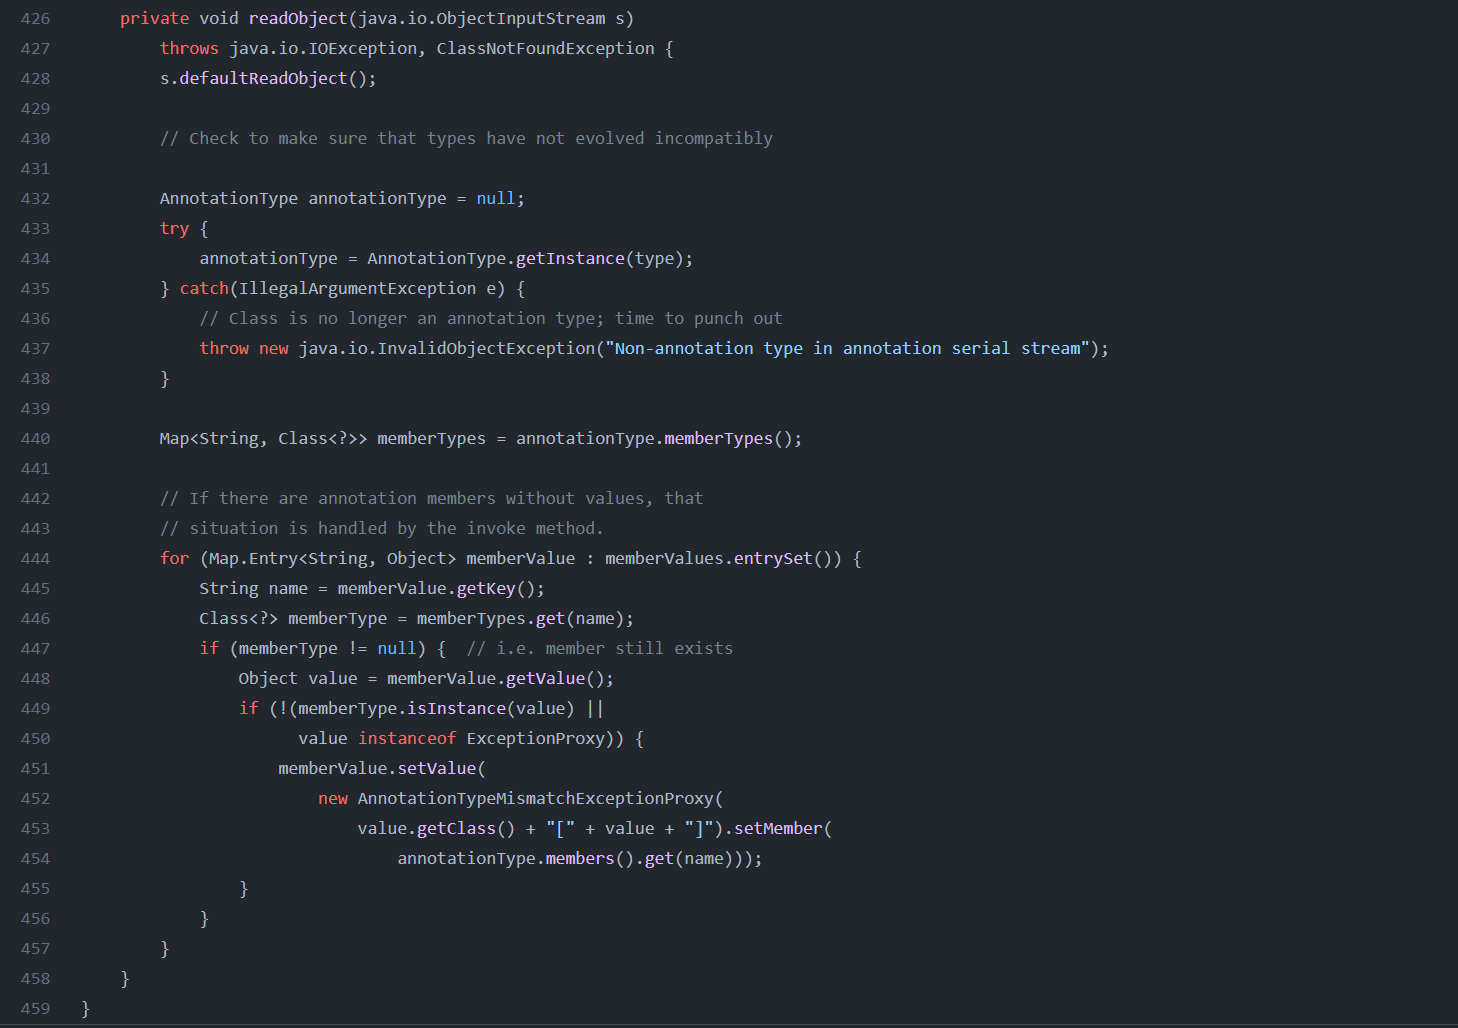 426 private void readObject(java.io.ObjectInputStream s)
427 throws java.io.IOException, ClassNotFoundException {
428 s.defaultReadObject();
429
430 // Check to make sure that types have not evolved incompatibly
431
432 AnnotationType annotationType = null;
433 try {
434 annotationType = AnnotationType.getInstance(type);
435 } catch(IllegalArgumentException e) {
436 // Class is no longer an annotation type; time to punch out
437 throw new java.io.InvalidObjectException("Non-annotation type in annotation serial stream");
438 }
439
440 Map<String, Class<?>> memberTypes = annotationType.memberTypes();
441
442 // If there are annotation members without values, that
443 // situation is handled by the invoke method.
444 for (Map.Entry<String, Object> memberValue : memberValues.entrySet()) {
445 String name = memberValue.getKey();
446 Class<?> memberType = memberTypes.get(name);
447 if (memberType != null) { // i.e. member still exists
448 Object value = memberValue.getValue();
449 if (!(memberType.isInstance(value) ||
450 value instanceof ExceptionProxy)) {
451 memberValue.setValue(
452 new AnnotationTypeMismatchExceptionProxy(
453 value.getClass() + "[" + value + "]").setMember(
454 annotationType.members().get(name)));
455 }
456 }
457 }
458 }
459 }